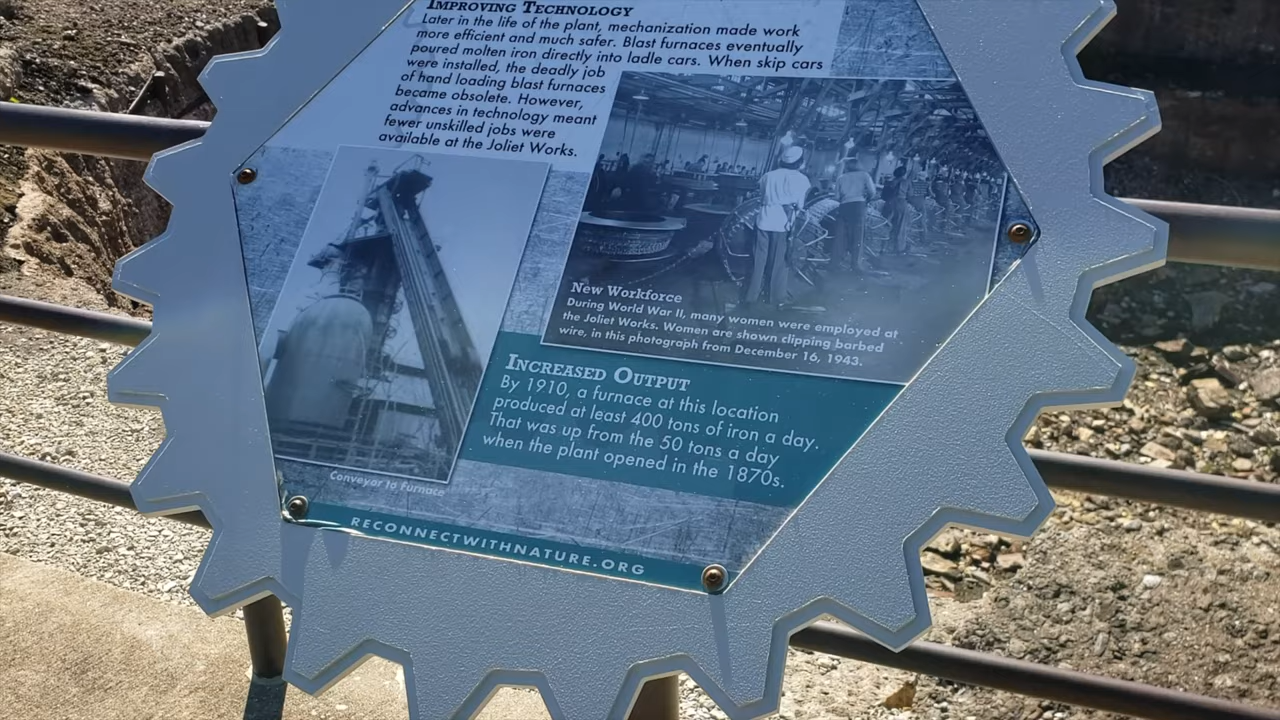 IMPROVING TECHNOLOGY
Later in the life of the plant, mechanization made work
more efficient and much safer. Blast furnaces eventually
poured molten iron directly into ladle cars. When skip cars
were installed, the deadly job
of hand loading blast furnaces
became obsolete. However,
advances in technology meant
fewer unskilled jobs were
available at the Joliet Works.
New Workforce
During World War II, many women were employed at
the Joliet Works. Women are shown clipping barbed
wire, in this photograph from December 16, 1943.
INCREASED OUTPUT
By 1910, a furnace at this location
produced at least 400 tons of iron a day.
That was up from the 50 tons a day
when the plant opened in the 1870s.
Conveyor to Furnace
RECONNECTWITHNATURE.ORG